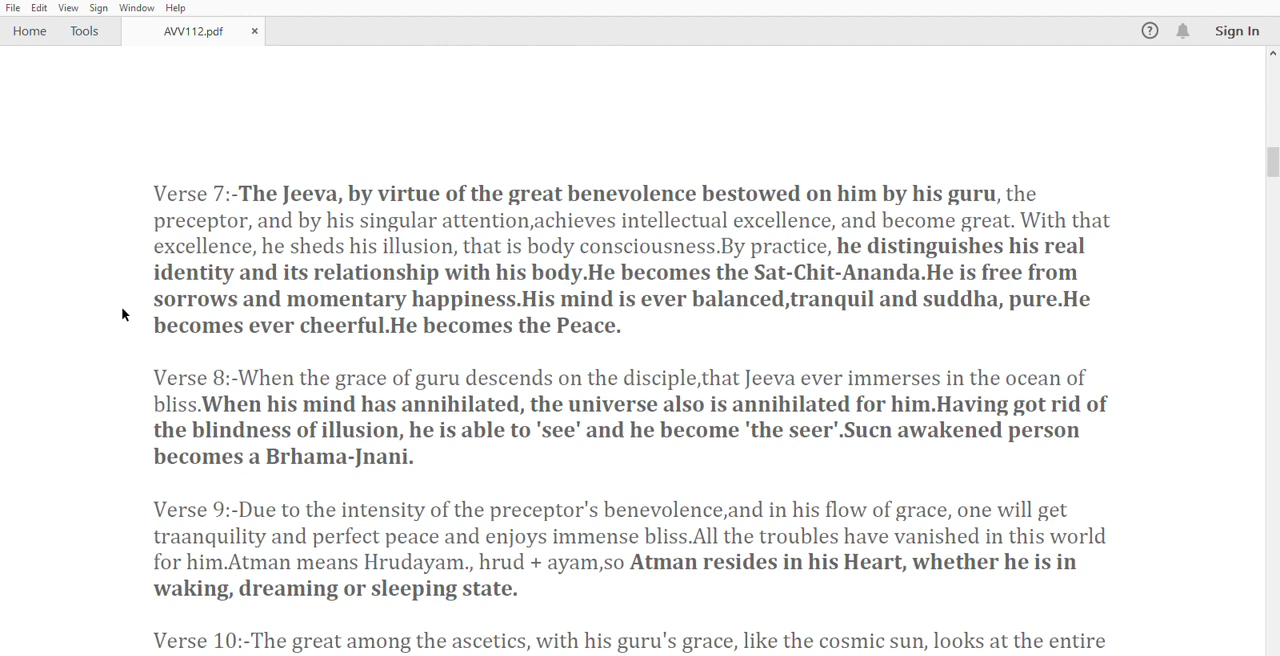 File Edit View Sign Window Help
Home Tools AVV112.pdf × ? Sign In
Verse 7:-The Jeeva, by virtue of the great benevolence bestowed on him by his guru, the
preceptor, and by his singular attention,achieves intellectual excellence, and become great. With that
excellence, he sheds his illusion, that is body consciousness.By practice, he distinguishes his real
identity and its relationship with his body.He becomes the Sat-Chit-Ananda.He is free from
sorrows and momentary happiness.His mind is ever balanced,tranquil and suddha, pure.He
becomes ever cheerful.He becomes the Peace.
Verse 8:-When the grace of guru descends on the disciple,that Jeeva ever immerses in the ocean of
bliss.When his mind has annihilated, the universe also is annihilated for him.Having got rid of
the blindness of illusion, he is able to 'see' and he become 'the seer'.Sucn awakened person
becomes a Brhama-Jnani.
Verse 9:-Due to the intensity of the preceptor's benevolence,and in his flow of grace, one will get
traanquility and perfect peace and enjoys immense bliss.All the troubles have vanished in this world
for him.Atman means Hrudayam., hrud + ayam,so Atman resides in his Heart, whether he is in
waking, dreaming or sleeping state.
Verse 10:-The great among the ascetics, with his guru's grace, like the cosmic sun, looks at the entire